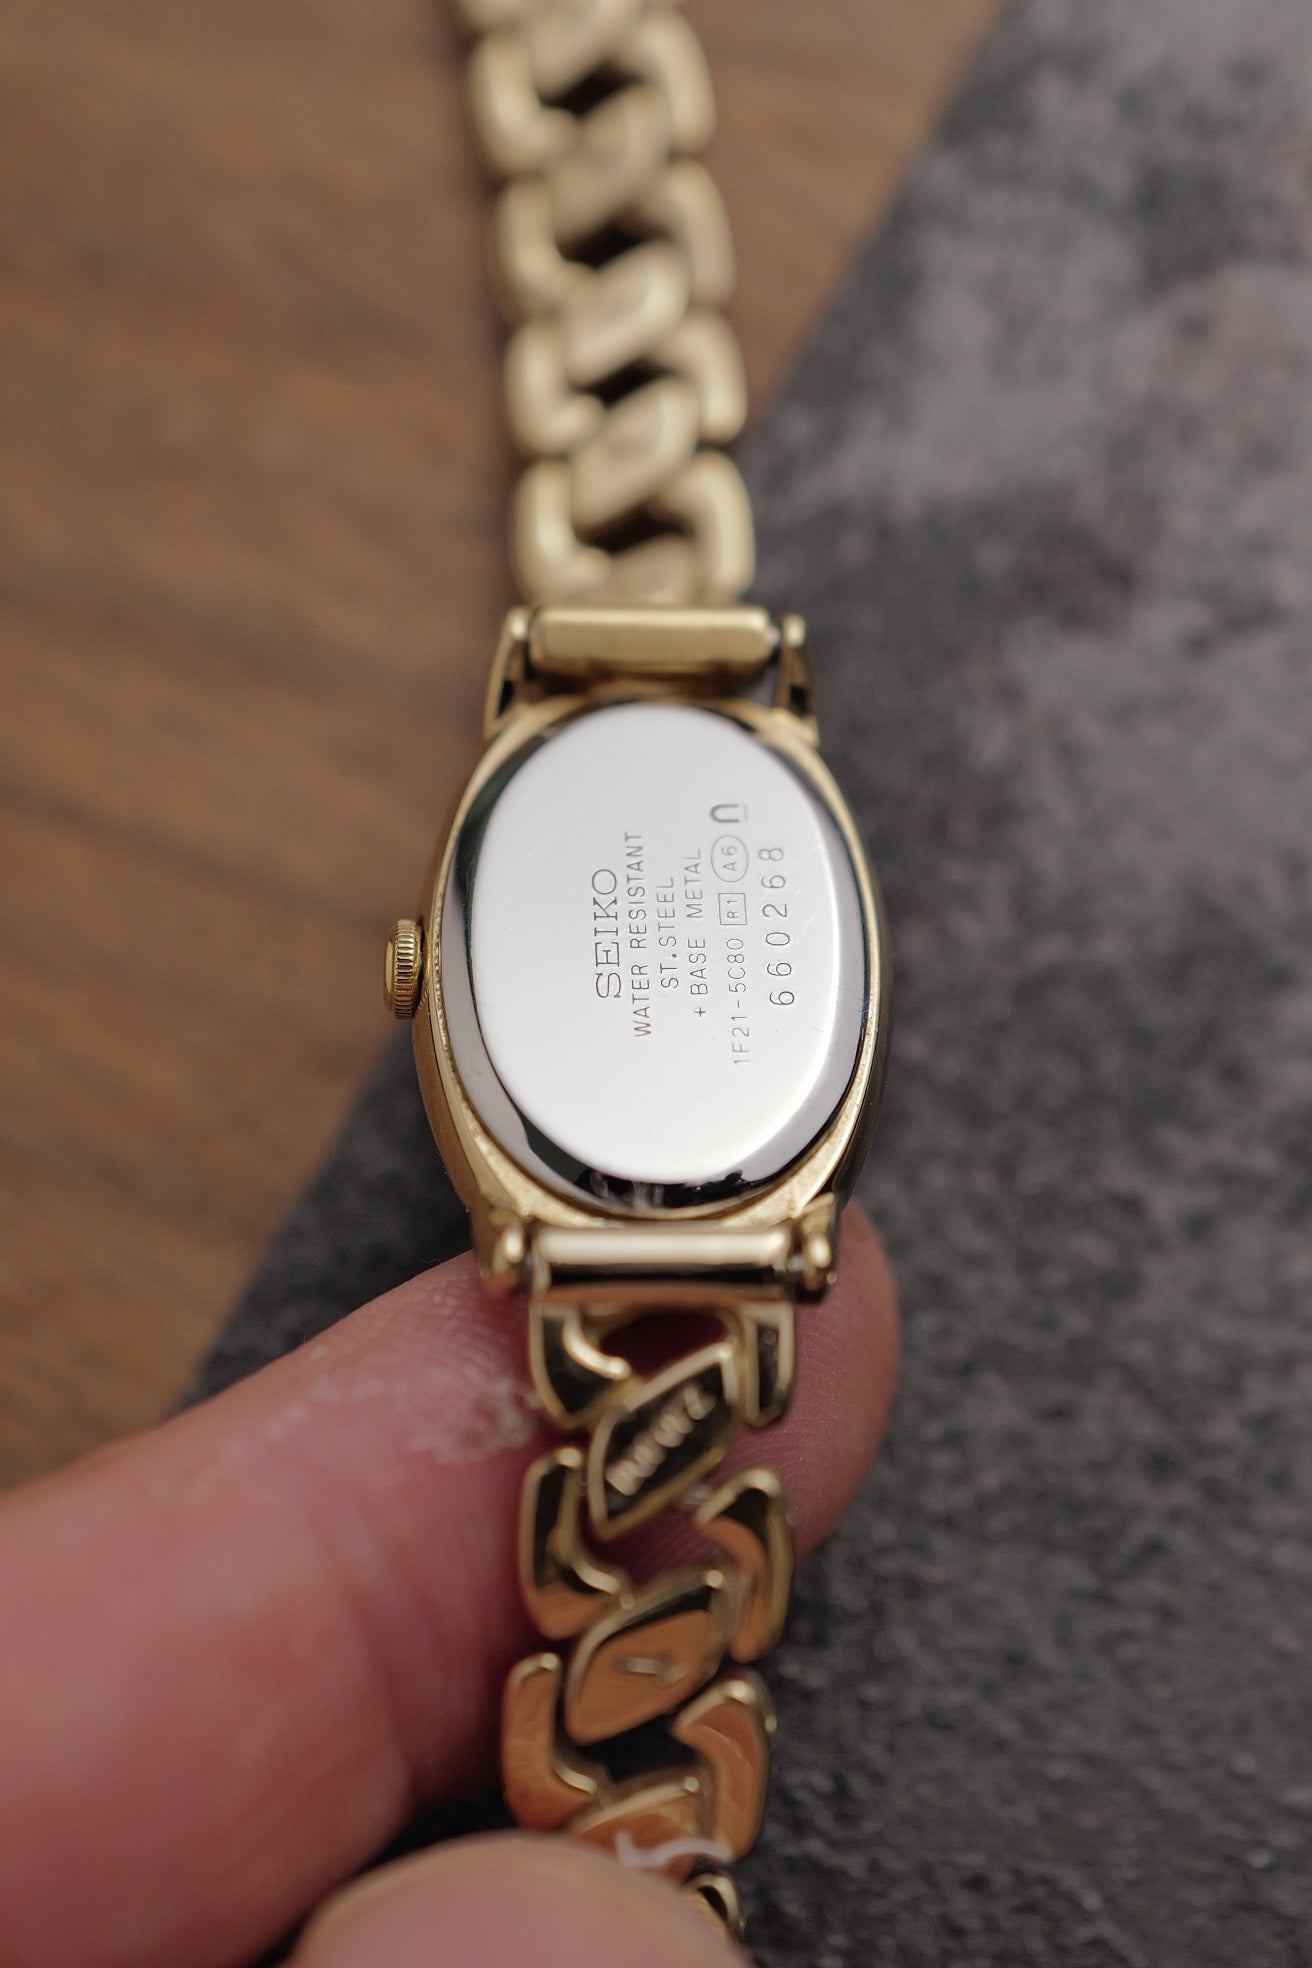 SEIKO
WATER RESISTANT
ST.STEEL
+BASE METAL
1F21-5C80 R1 A6
660268